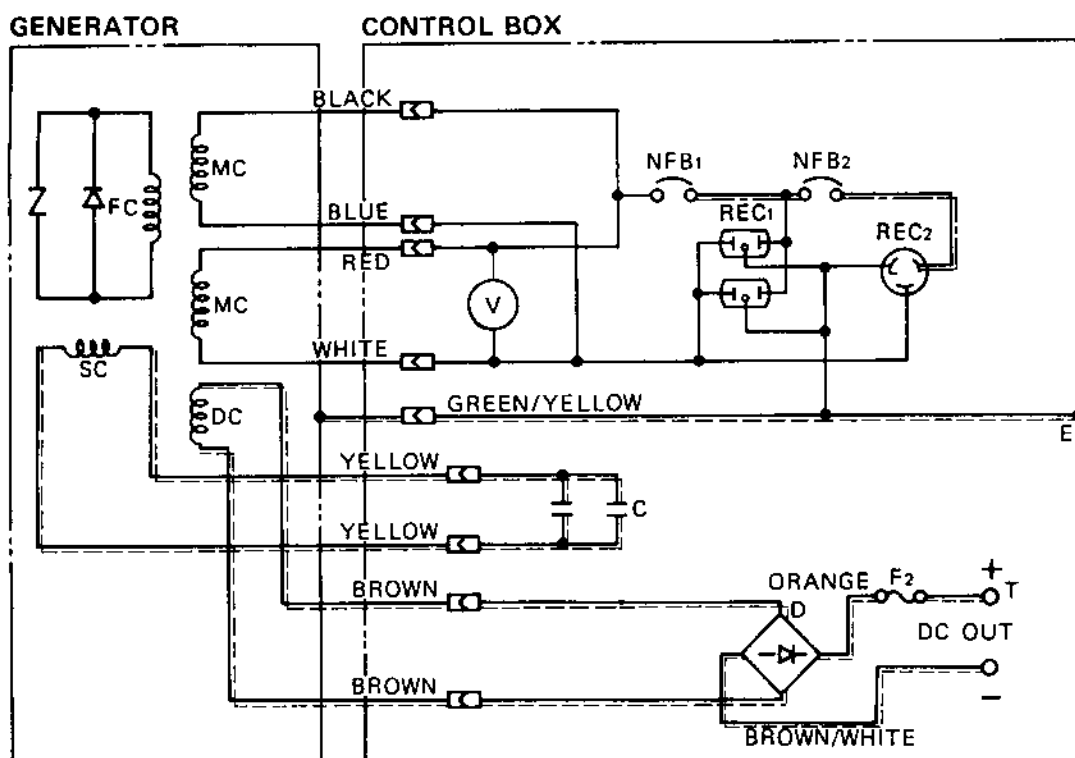 GENERATOR
CONTROL BOX
BLACK
MC
FC
BLUE
RED
NFB1
NFB2
REC1
REC2
MC
V
WHITE
SC
DC
GREEN/YELLOW
E
YELLOW
C
YELLOW
BROWN
ORANGE
F2
+
T
D
DC OUT
BROWN
−
BROWN/WHITE